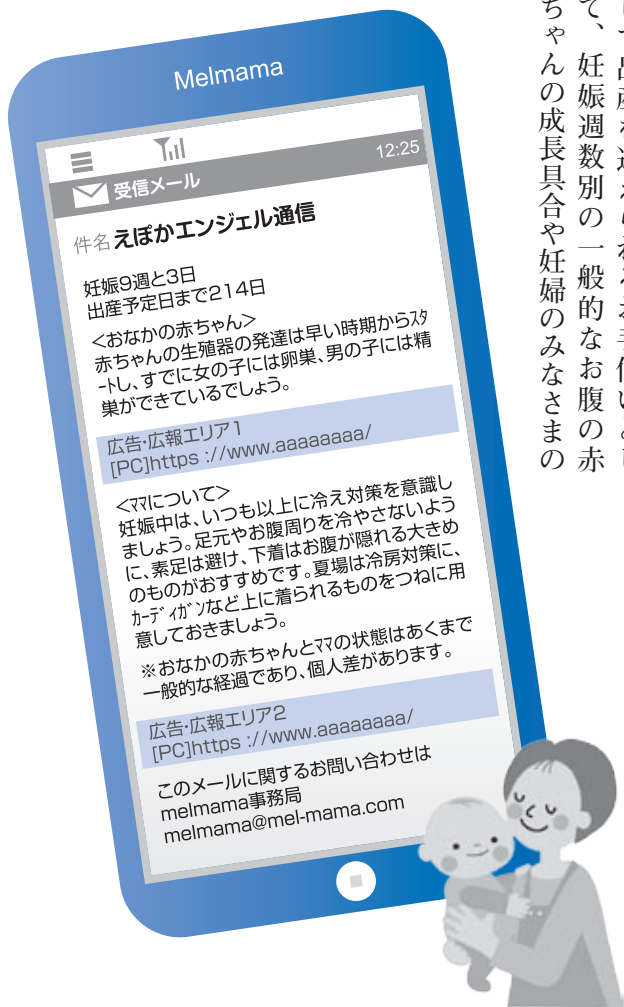 て、妊娠週数別の一般的なお腹の赤
ちゃんの成長具合や妊婦のみなさまの
Melmama
12:25
受信メール
件名 えぽかエンジェル通信
妊娠9週と3日
出産予定日まで214日
<おなかの赤ちゃん>
赤ちゃんの生殖器の発達は早い時期からｽﾀ
ｰﾄし、すでに女の子には卵巣、男の子には精
巣ができているでしょう。
広告・広報エリア1
[PC]https ://www.aaaaaaaa/
<ﾏﾏについて>
妊娠中は、いつも以上に冷え対策を意識し
ましょう。足元やお腹周りを冷やさないよう
に、素足は避け、下着はお腹が隠れる大きめ
のものがおすすめです。夏場は冷房対策に、
ｶｰﾃﾞｨｶﾞﾝなど上に着られるものをつねに用
意しておきましょう。
※おなかの赤ちゃんとﾏﾏの状態はあくまで
一般的な経過であり、個人差があります。
広告・広報エリア2
[PC]https ://www.aaaaaaaa/
このメールに関するお問い合わせは
melmama事務局
melmama@mel-mama.com